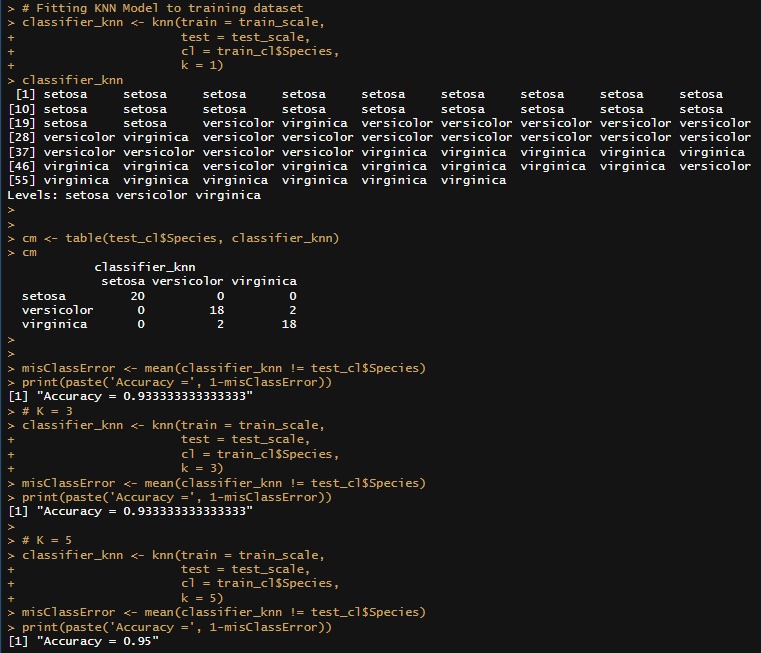 > # Fitting KNN Model to training dataset
> classifier_knn <- knn(train = train_scale,
+                       test = test_scale,
+                       cl = train_cl$Species,
+                       k = 1)
> classifier_knn
 [1] setosa     setosa     setosa     setosa     setosa     setosa     setosa     setosa     setosa
[10] setosa     setosa     setosa     setosa     setosa     setosa     setosa     setosa     setosa
[19] setosa     setosa     versicolor virginica  versicolor versicolor versicolor versicolor versicolor
[28] versicolor virginica  versicolor versicolor versicolor versicolor versicolor versicolor versicolor
[37] versicolor versicolor versicolor versicolor virginica  virginica  virginica  virginica  virginica
[46] virginica  virginica  versicolor virginica  virginica  virginica  virginica  virginica  versicolor
[55] virginica  virginica  virginica  virginica  virginica  virginica
Levels: setosa versicolor virginica
>
>
> cm <- table(test_cl$Species, classifier_knn)
> cm
            classifier_knn
             setosa versicolor virginica
  setosa         20          0         0
  versicolor      0         18         2
  virginica       0          2        18
>
>
> misClassError <- mean(classifier_knn != test_cl$Species)
> print(paste('Accuracy =', 1-misClassError))
[1] "Accuracy = 0.933333333333333"
> # K = 3
> classifier_knn <- knn(train = train_scale,
+                       test = test_scale,
+                       cl = train_cl$Species,
+                       k = 3)
> misClassError <- mean(classifier_knn != test_cl$Species)
> print(paste('Accuracy =', 1-misClassError))
[1] "Accuracy = 0.933333333333333"
>
> # K = 5
> classifier_knn <- knn(train = train_scale,
+                       test = test_scale,
+                       cl = train_cl$Species,
+                       k = 5)
> misClassError <- mean(classifier_knn != test_cl$Species)
> print(paste('Accuracy =', 1-misClassError))
[1] "Accuracy = 0.95"